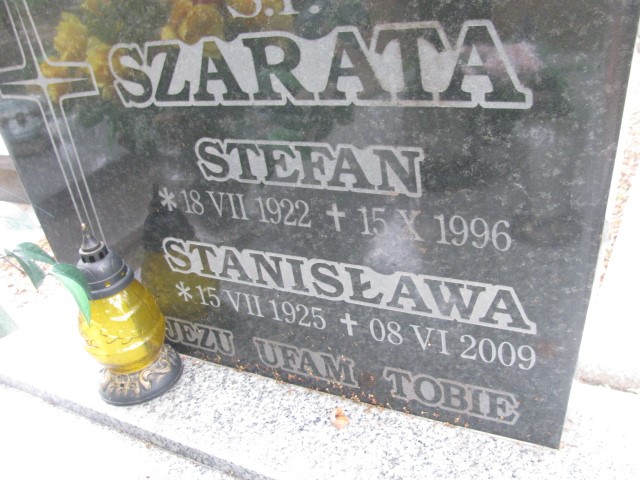 Ś.P.
SZARATA
STEFAN
* 18 VII 1922 ✝ 15 X 1996
STANISŁAWA
* 15 VII 1925 ✝ 08 VI 2009
JEZU UFAM TOBIE